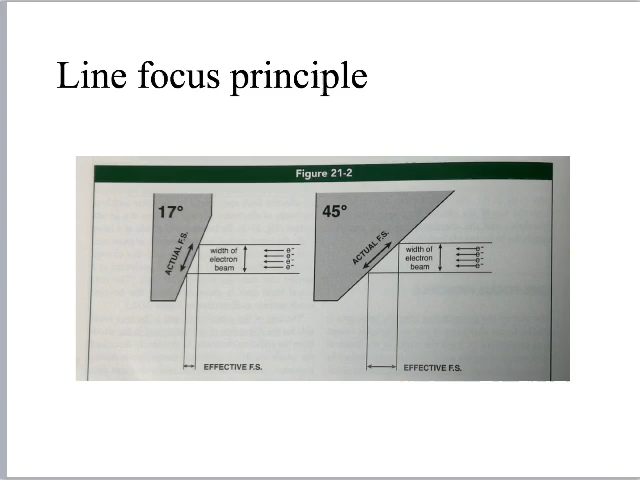 Line focus principle
Figure 21-2
17°
ACTUAL F.S.
width of
electron
beam
e-
e-
e-
e-
EFFECTIVE F.S.
45°
ACTUAL F.S.
width of
electron
beam
e-
e-
e-
e-
EFFECTIVE F.S.